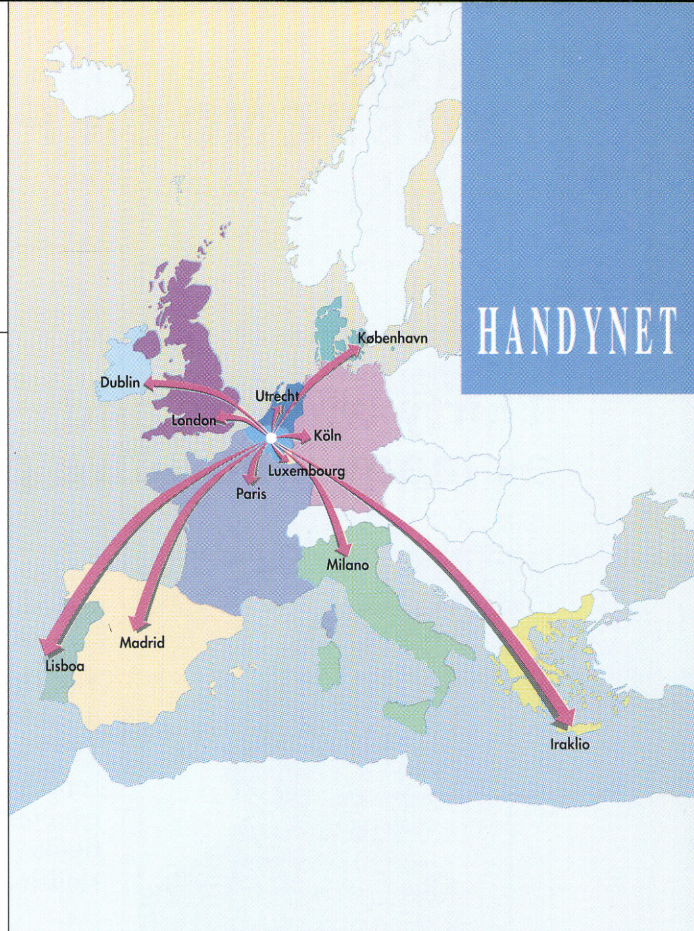 HANDYNET
København
Dublin
Utrecht
London
Köln
Luxembourg
Paris
Milano
Madrid
Lisboa
Iraklio